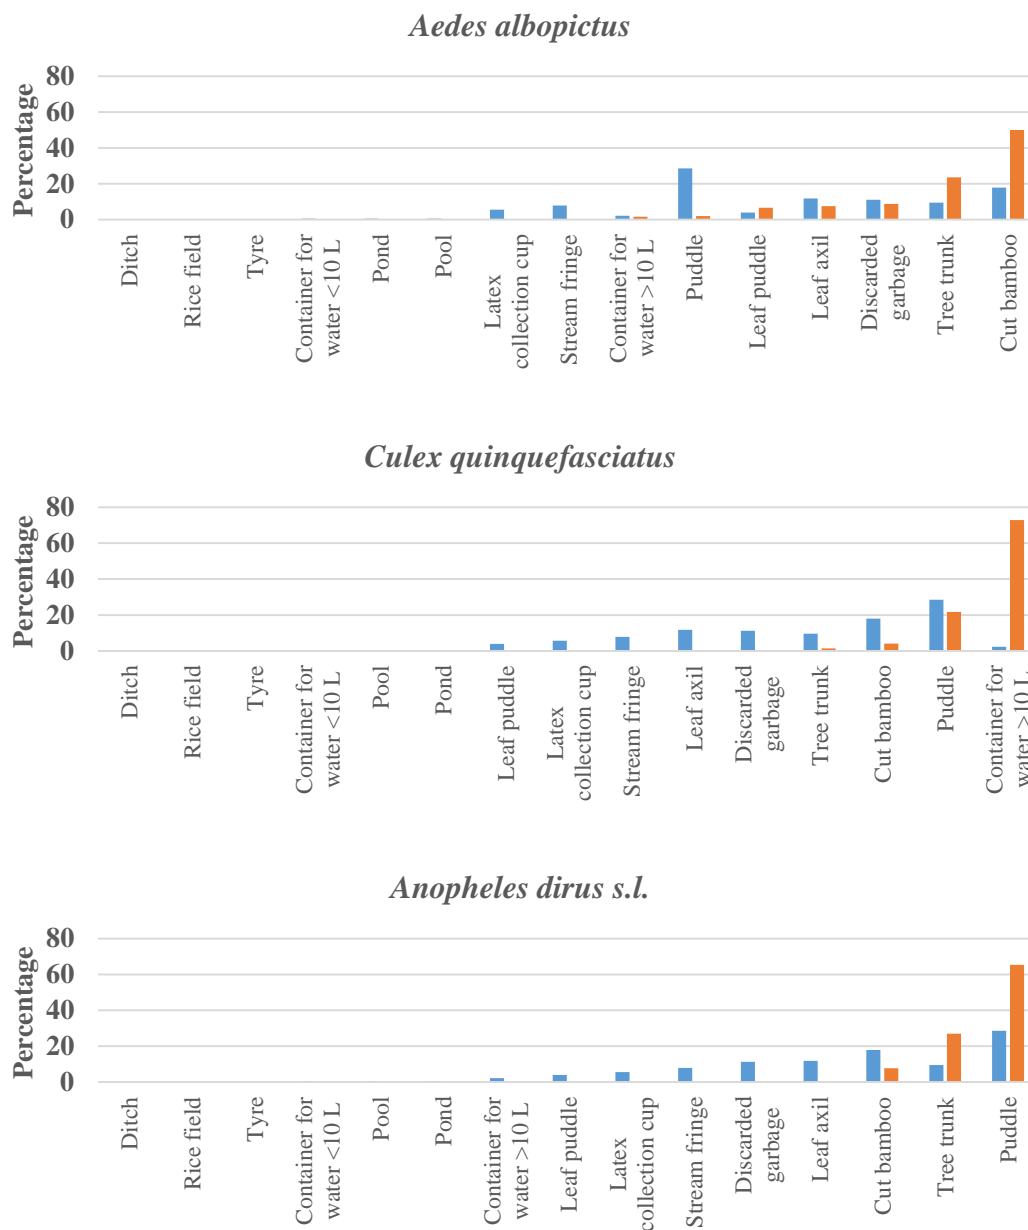 Aedes albopictus
Percentage
80
60
40
20
0
Ditch
Rice field
Tyre
Container for
water <10 L
Pond
Pool
Latex
collection cup
Stream fringe
Container for
water >10 L
Puddle
Leaf puddle
Leaf axil
Discarded
garbage
Tree trunk
Cut bamboo
Culex quinquefasciatus
Percentage
80
60
40
20
0
Ditch
Rice field
Tyre
Container for
water <10 L
Pool
Pond
Leaf puddle
Latex
collection cup
Stream fringe
Leaf axil
Discarded
garbage
Tree trunk
Cut bamboo
Puddle
Container for
water >10 L
Anopheles dirus s.l.
Percentage
80
60
40
20
0
Ditch
Rice field
Tyre
Container for
water <10 L
Pool
Pond
Container for
water >10 L
Leaf puddle
Latex
collection cup
Stream fringe
Discarded
garbage
Leaf axil
Cut bamboo
Tree trunk
Puddle